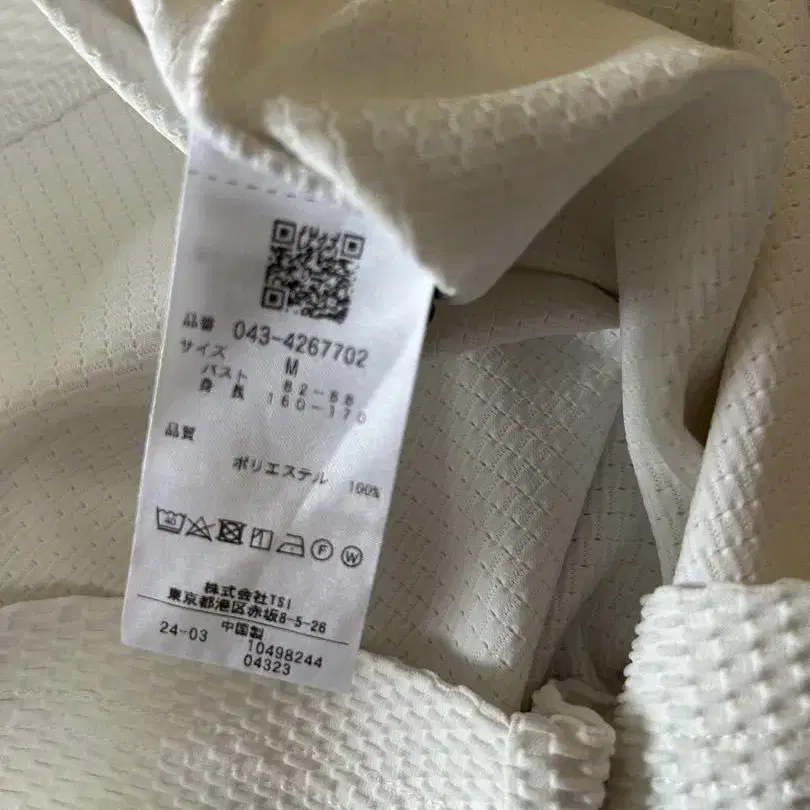 品番 043-4267702
サイズ M
バスト 82-88
身長 160-170
品質
ポリエステル 100%
40 F W
株式会社TSI
東京都港区赤坂8-5-26
24-03 中国製
10498244
04323